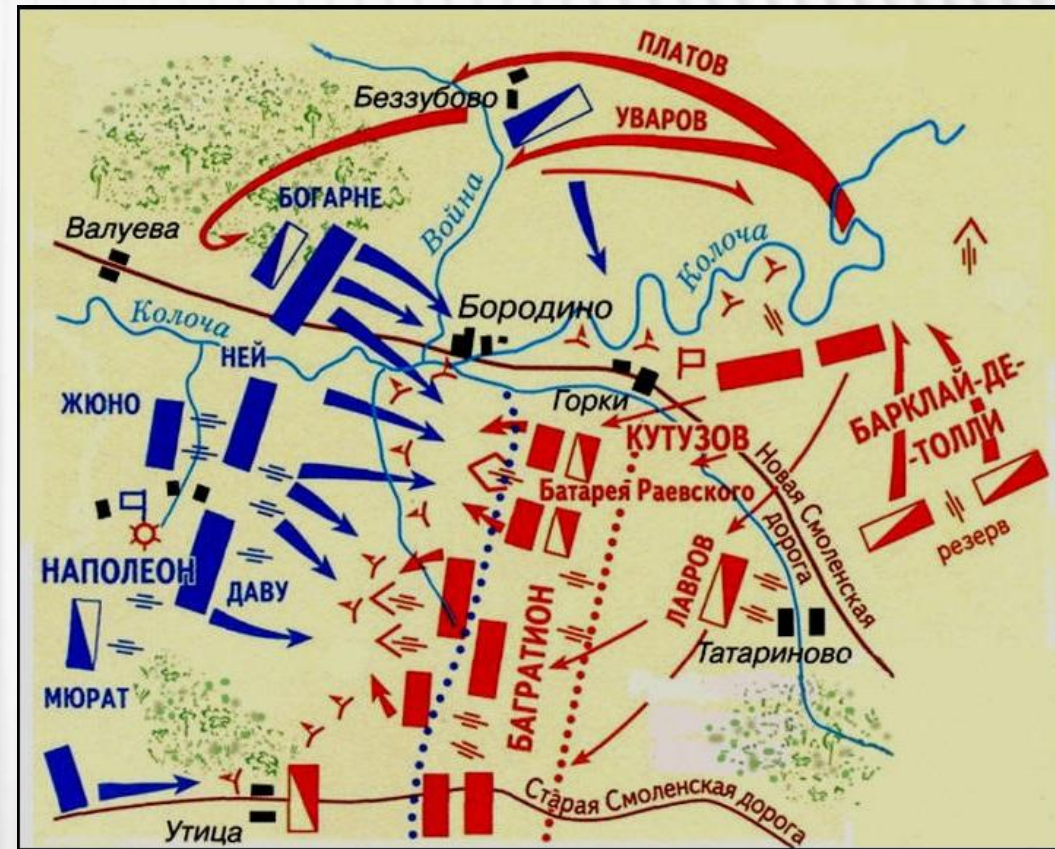 ПЛАТОВ
Беззубово
УВАРОВ
БОГАРНЕ
Война
Валуева
Колоча
Колоча
Бородино
НЕЙ
ЖЮНО
Горки
КУТУЗОВ
БАРКЛАЙ-ДЕ-
-ТОЛЛИ
Батарея Раевского
Новая Смоленская
дорога
резерв
НАПОЛЕОН
ДАВУ
ЛАВРОВ
БАГРАТИОН
Татариново
МЮРАТ
Старая Смоленская дорога
Утица